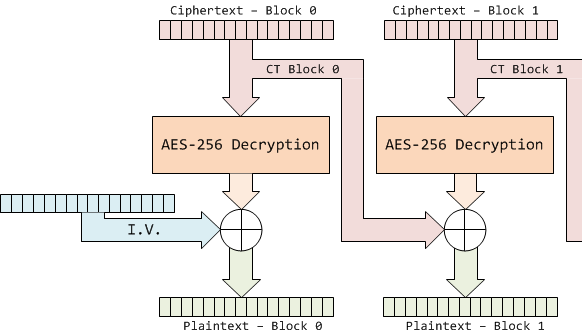 Ciphertext – Block 0
Ciphertext – Block 1
CT Block 0
CT Block 1
AES-256 Decryption
AES-256 Decryption
I.V.
Plaintext – Block 0
Plaintext – Block 1